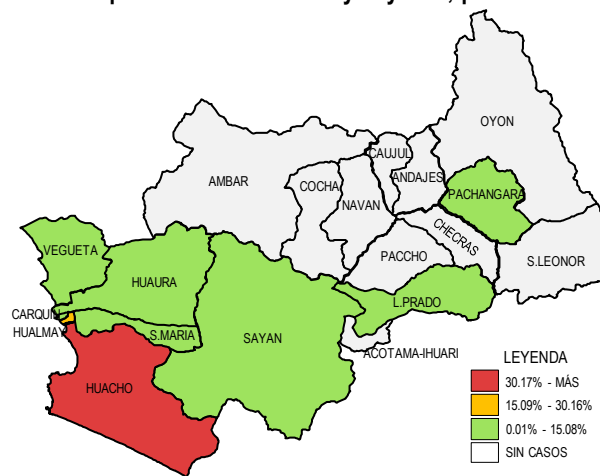 OYON
CAUJUL
ANDAJES
AMBAR
COCHA
NAVAN
PACHANGARA
CHECRAS
VEGUETA
PACCHO
S.LEONOR
HUAURA
L.PRADO
CARQUIN
HUALMAY
S.MARIA
SAYAN
ACOTAMA-IHUARI
HUACHO
LEYENDA
30.17% - MÁS
15.09% - 30.16%
0.01% - 15.08%
SIN CASOS